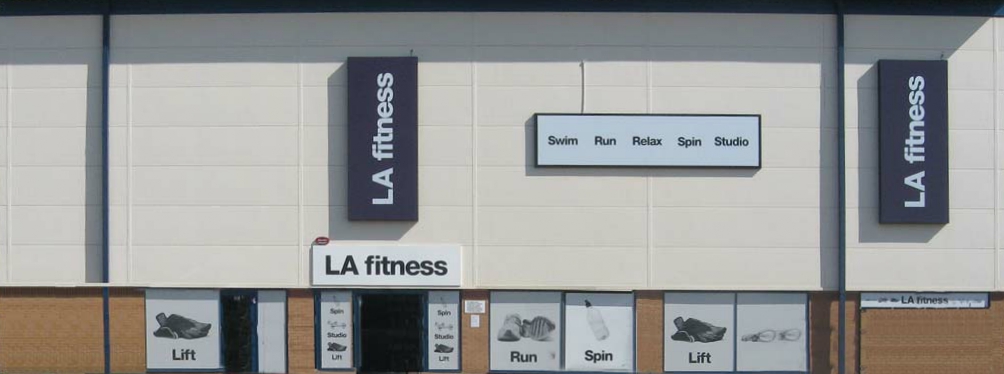 LA fitness
Swim Run Relax Spin Studio
LA fitness
LA fitness
Lift
Spin
Studio
Lift
Spin
Studio
Lift
Run
Spin
Lift
LA fitness